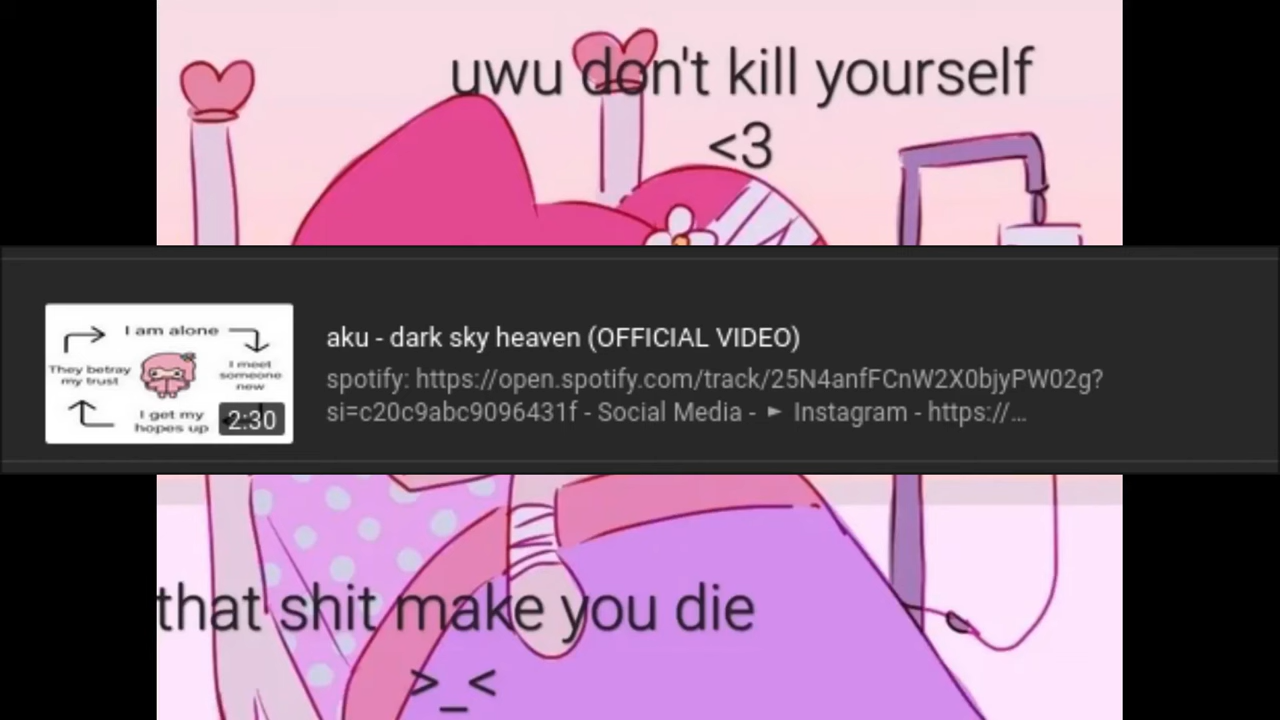 uwu don't kill yourself
<3
I am alone
They betray
my trust
I meet
someone
new
I get my
hopes up
2:30
aku - dark sky heaven (OFFICIAL VIDEO)
spotify: https://open.spotify.com/track/25N4anfFCnW2X0bjyPW02g?
si=c20c9abc9096431f - Social Media - ► Instagram - https://...
that shit make you die
>_<